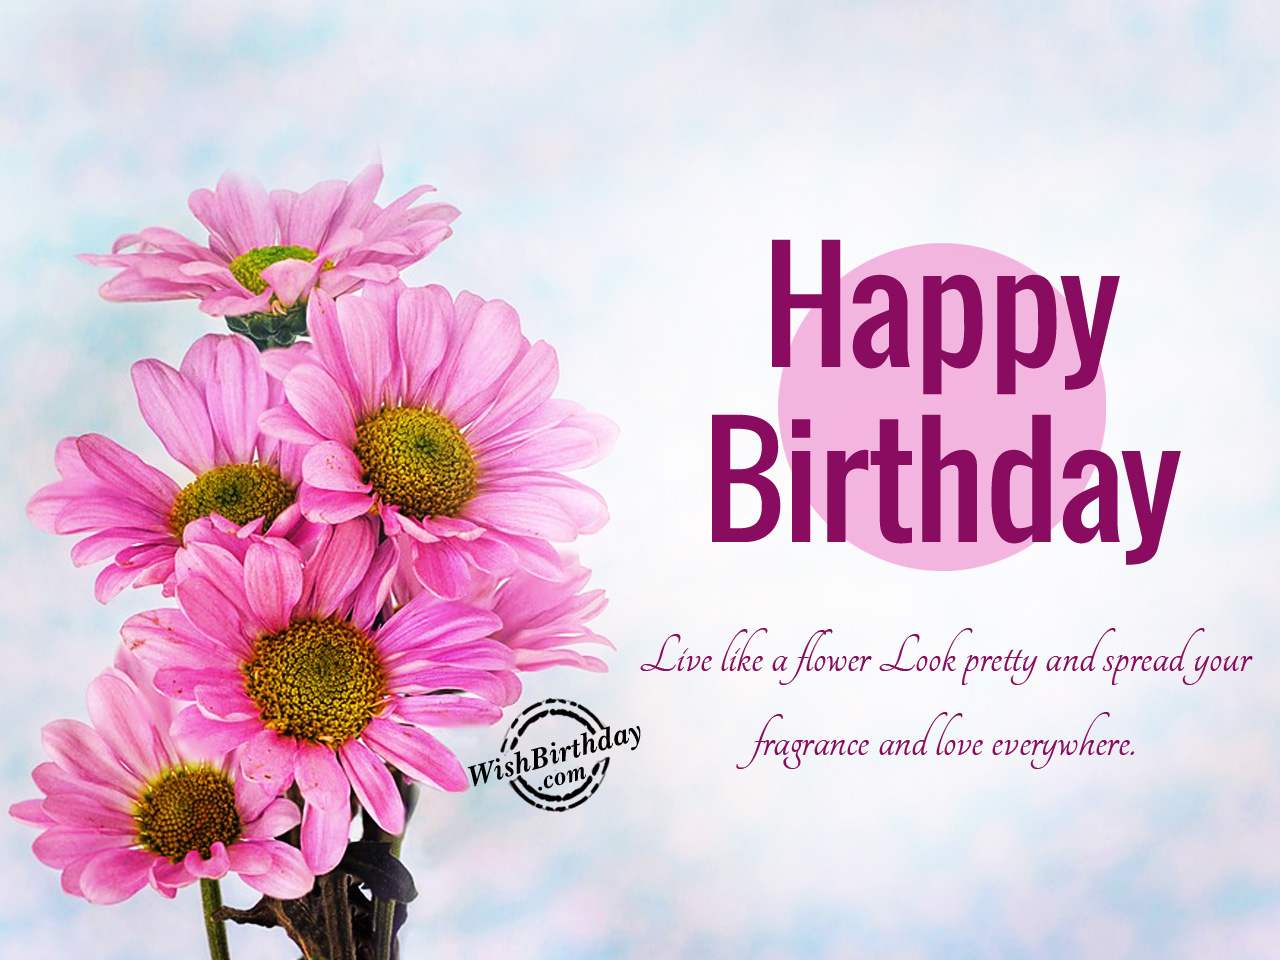 Happy
Birthday
Live like a flower Look pretty and spread your
fragrance and love everywhere.
WishBirthday
.com